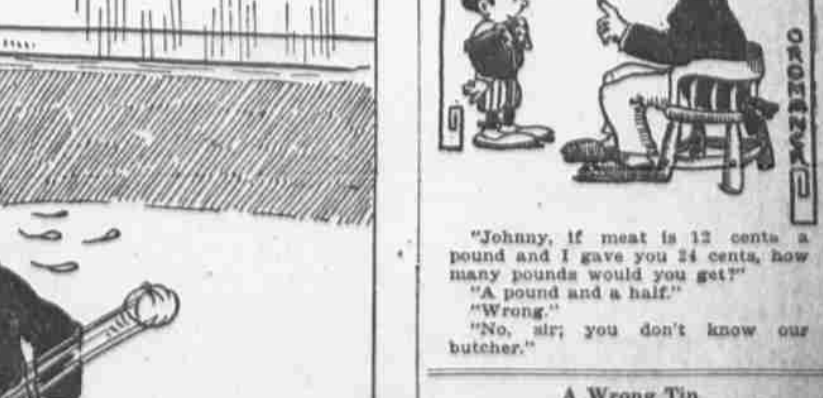 "Johnny, if meat is 12 cents a
pound and I gave you 24 cents, how
many pounds would you get?"
"A pound and a half."
"Wrong."
"No, sir; you don't know our
butcher."
A Wrong Tip